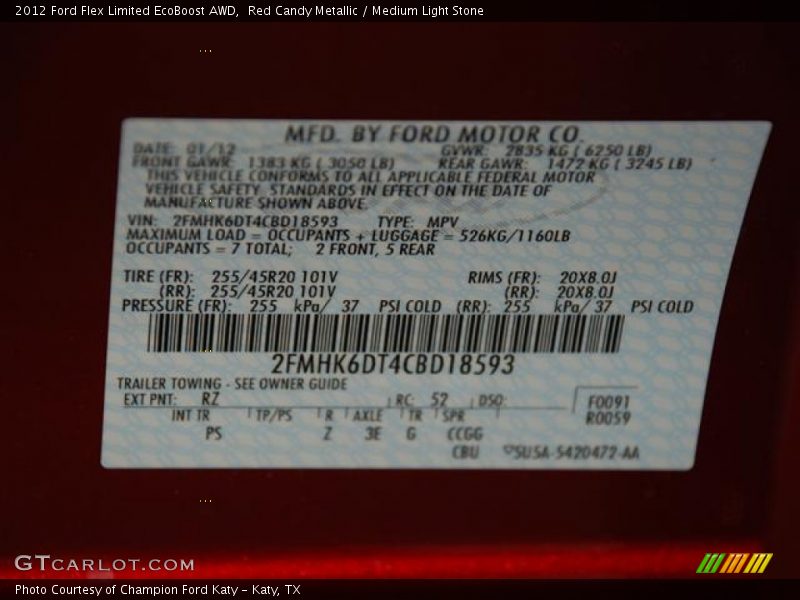 2012 Ford Flex Limited EcoBoost AWD,  Red Candy Metallic / Medium Light Stone
MFD. BY FORD MOTOR CO.
DATE: 01/12 GVWR: 2835 KG ( 6250 LB)
FRONT GAWR: 1383 KG ( 3050 LB) REAR GAWR: 1472 KG ( 3245 LB)
THIS VEHICLE CONFORMS TO ALL APPLICABLE FEDERAL MOTOR
VEHICLE SAFETY STANDARDS IN EFFECT ON THE DATE OF
MANUFACTURE SHOWN ABOVE.
VIN: 2FMHK6DT4CBD18593 TYPE: MPV
MAXIMUM LOAD = OCCUPANTS + LUGGAGE = 526KG/1160LB
OCCUPANTS = 7 TOTAL; 2 FRONT, 5 REAR
TIRE (FR): 255/45R20 101V RIMS (FR): 20X8.0J
(RR): 255/45R20 101V (RR): 20X8.0J
PRESSURE (FR): 255 kPa/ 37 PSI COLD (RR): 255 kPa/ 37 PSI COLD
2FMHK6DT4CBD18593
TRAILER TOWING - SEE OWNER GUIDE
EXT PNT: RZ RC: 52 DSO: F0091
INT TR TP/PS R AXLE TR SPR R0059
PS Z 3E G CCGG
CBU 5U5A-5420472-AA
GTCARLOT.COM
Photo Courtesy of Champion Ford Katy - Katy, TX